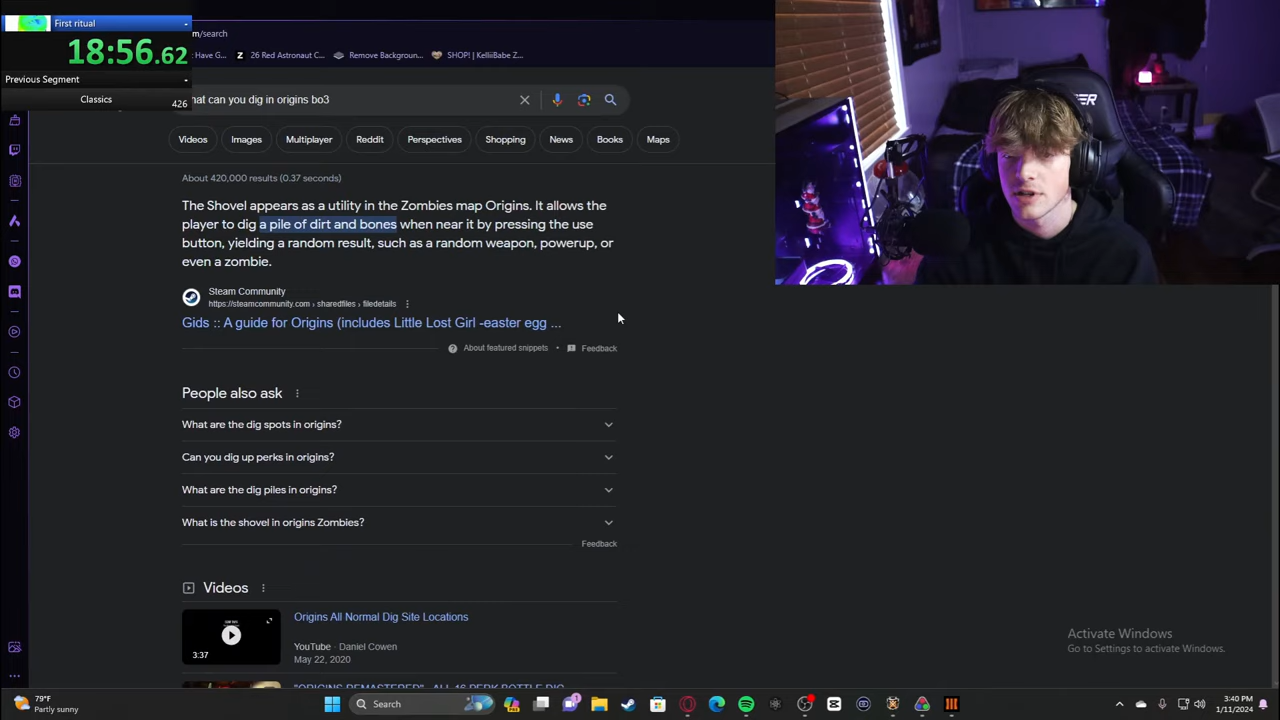 First ritual
18:56.62
Previous Segment
-
Classics
426
m/search
Have G...
26 Red Astronaut C...
Remove Backgroun...
SHOP! | KelliiBabe Z...
hat can you dig in origins bo3
Videos
Images
Multiplayer
Reddit
Perspectives
Shopping
News
Books
Maps
About 420,000 results (0.37 seconds)
The Shovel appears as a utility in the Zombies map Origins. It allows the
player to dig a pile of dirt and bones when near it by pressing the use
button, yielding a random result, such as a random weapon, powerup, or
even a zombie.
Steam Community
https://steamcommunity.com › sharedfiles › filedetails
Gids :: A guide for Origins (includes Little Lost Girl -easter egg ...
About featured snippets
•
Feedback
People also ask
What are the dig spots in origins?
Can you dig up perks in origins?
What are the dig piles in origins?
What is the shovel in origins Zombies?
Feedback
Videos
3:37
Origins All Normal Dig Site Locations
YouTube · Daniel Cowen
May 22, 2020
"ORIGINS REMASTERED" - ALL 16 PERK BOTTLE DIG
Activate Windows
Go to Settings to activate Windows.
79°F
Partly sunny
Search
3:40 PM
1/11/2024